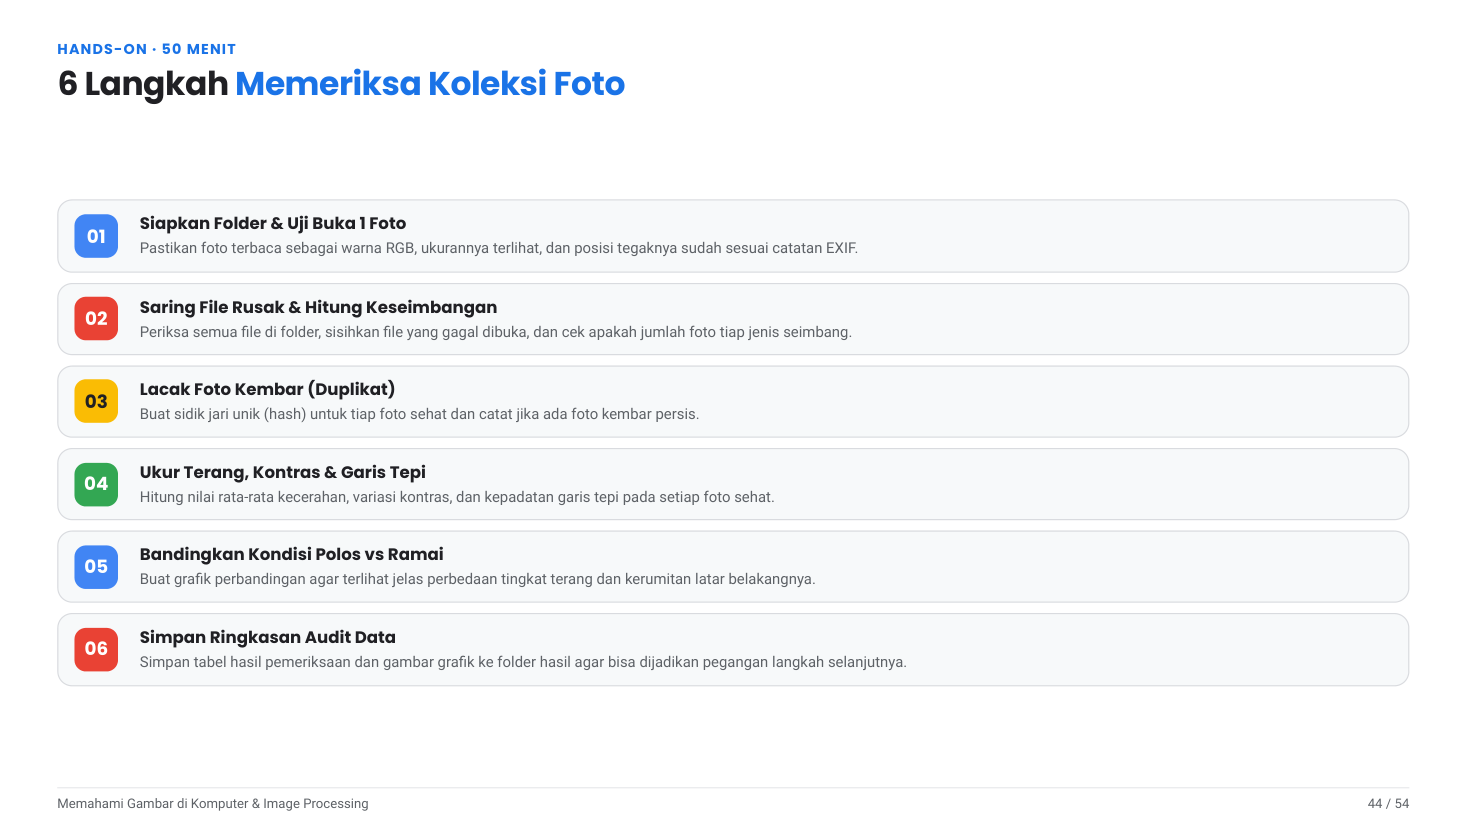 HANDS-ON · 50 MENIT
6 Langkah Memeriksa Koleksi Foto
01
Siapkan Folder & Uji Buka 1 Foto
Pastikan foto terbaca sebagai warna RGB, ukurannya terlihat, dan posisi tegaknya sudah sesuai catatan EXIF.
02
Saring File Rusak & Hitung Keseimbangan
Periksa semua file di folder, sisihkan file yang gagal dibuka, dan cek apakah jumlah foto tiap jenis seimbang.
03
Lacak Foto Kembar (Duplikat)
Buat sidik jari unik (hash) untuk tiap foto sehat dan catat jika ada foto kembar persis.
04
Ukur Terang, Kontras & Garis Tepi
Hitung nilai rata-rata kecerahan, variasi kontras, dan kepadatan garis tepi pada setiap foto sehat.
05
Bandingkan Kondisi Polos vs Ramai
Buat grafik perbandingan agar terlihat jelas perbedaan tingkat terang dan kerumitan latar belakangnya.
06
Simpan Ringkasan Audit Data
Simpan tabel hasil pemeriksaan dan gambar grafik ke folder hasil agar bisa dijadikan pegangan langkah selanjutnya.
Memahami Gambar di Komputer & Image Processing
44 / 54